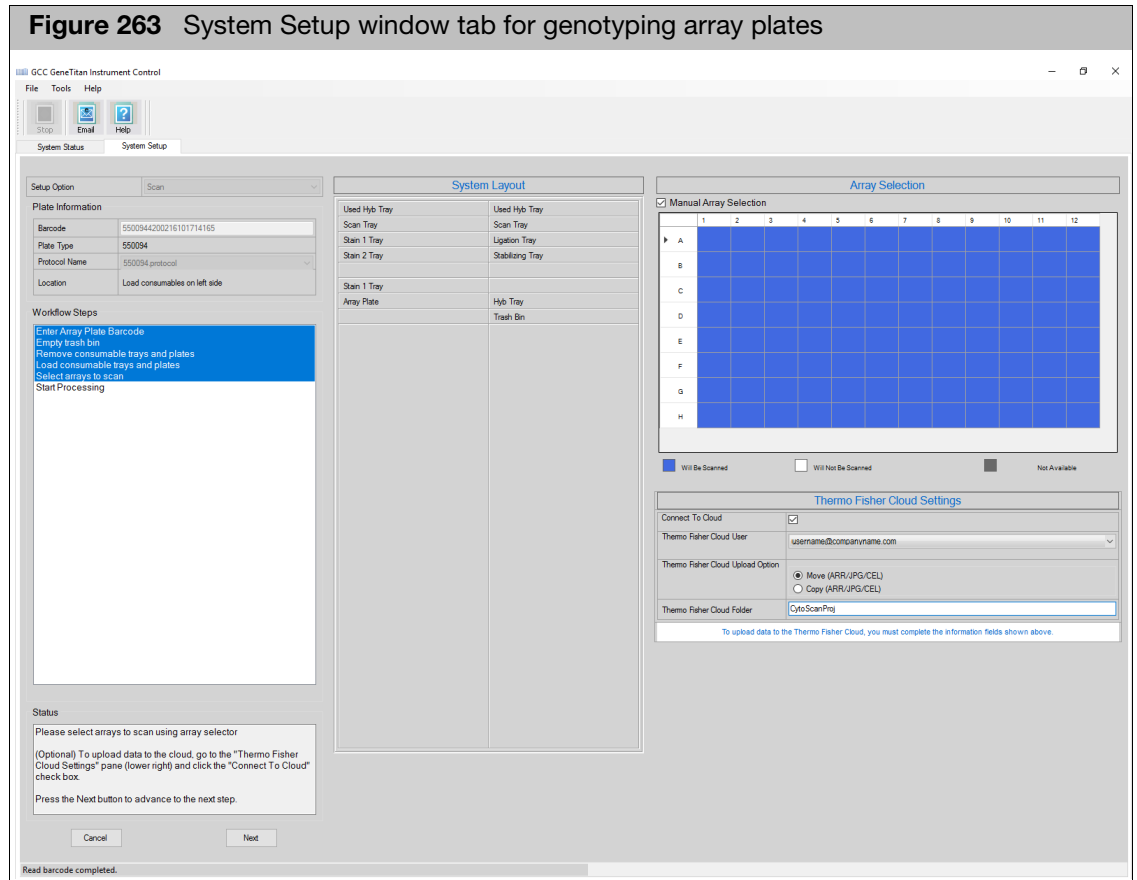 Figure 263 System Setup window tab for genotyping array plates
GCC GeneTitan Instrument Control
File Tools Help
Stop Email Help
System Status System Setup
Setup Option Scan
Plate Information
Barcode 5500944200216101714165
Plate Type 550094
Protocol Name 550094.protocol
Location Load consumables on left side
Workflow Steps
Enter Array Plate Barcode
Empty trash bin
Remove consumable trays and plates
Load consumable trays and plates
Select arrays to scan
Start Processing
Status
Please select arrays to scan using array selector
(Optional) To upload data to the cloud, go to the "Thermo Fisher
Cloud Settings" pane (lower right) and click the "Connect To Cloud"
check box.
Press the Next button to advance to the next step.
Cancel Next
Read barcode completed.
System Layout
Used Hyb Tray Used Hyb Tray
Scan Tray Scan Tray
Stain 1 Tray Ligation Tray
Stain 2 Tray Stabilizing Tray
Stain 1 Tray
Array Plate Hyb Tray
Trash Bin
Array Selection
Manual Array Selection
1 2 3 4 5 6 7 8 9 10 11 12
A
B
C
D
E
F
G
H
Will Be Scanned Will Not Be Scanned Not Available
Thermo Fisher Cloud Settings
Connect To Cloud
Thermo Fisher Cloud User username@companyname.com
Thermo Fisher Cloud Upload Option
Move (ARR/JPG/CEL)
Copy (ARR/JPG/CEL)
Thermo Fisher Cloud Folder CytoScanProj
To upload data to the Thermo Fisher Cloud, you must complete the information fields shown above.